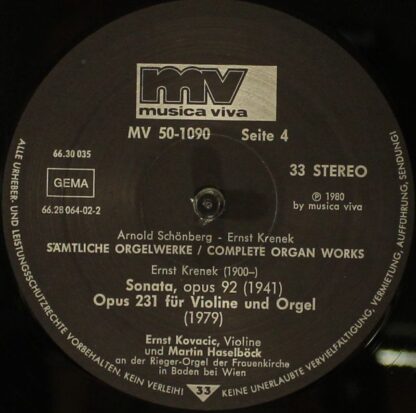 mv
musica viva
MV 50-1090 Seite 4
66.30 035
33 STEREO
GEMA
Ⓟ 1980
by musica viva
66.28 064-02-2
Arnold Schönberg - Ernst Krenek
SÄMTLICHE ORGELWERKE / COMPLETE ORGAN WORKS
Ernst Krenek (1900–)
Sonata, opus 92 (1941)
Opus 231 für Violine und Orgel
(1979)
Ernst Kovacic, Violine
und Martin Haselböck
an der Rieger-Orgel der Frauenkirche
in Baden bei Wien
ALLE URHEBER- UND LEISTUNGSSCHUTZRECHTE VORBEHALTEN. KEIN VERLEIH! 33 KEINE UNERLAUBTE VERVIELFÄLTIGUNG, VERMIETUNG, AUFFÜHRUNG, SENDUNG!